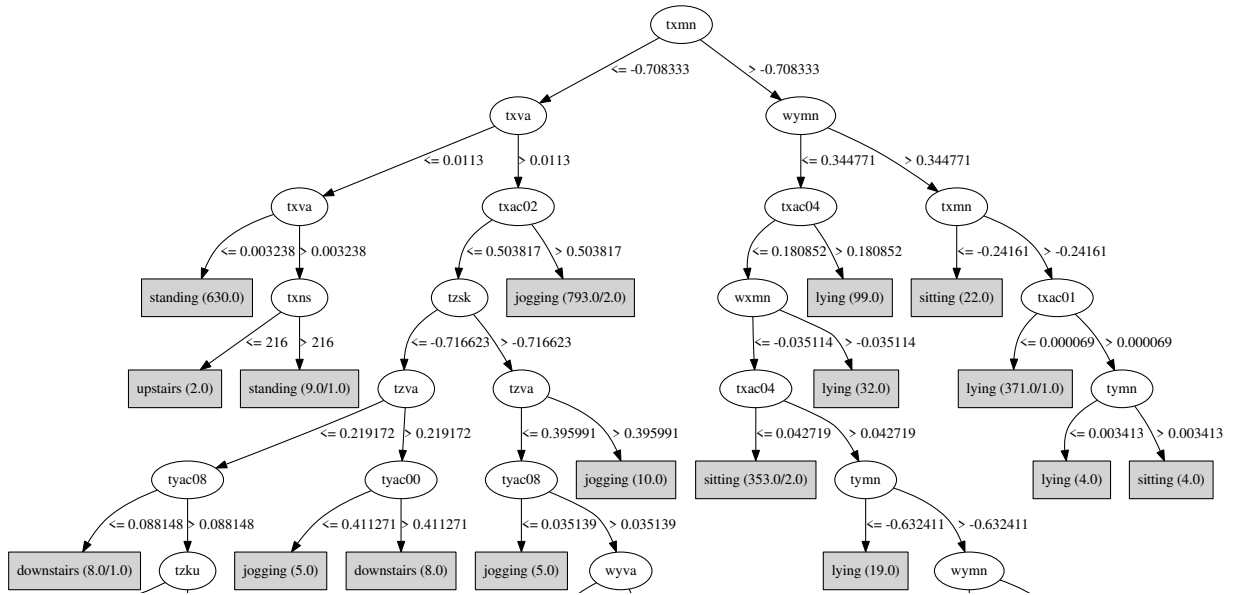 txmn
<= -0.708333
> -0.708333
txva
wymn
<= 0.0113
> 0.0113
<= 0.344771
> 0.344771
txva
txac02
txac04
txmn
<= 0.003238
> 0.003238
<= 0.503817
> 0.503817
<= 0.180852
> 0.180852
<= -0.24161
> -0.24161
standing (630.0)
txns
tzsk
jogging (793.0/2.0)
wxmn
lying (99.0)
sitting (22.0)
txac01
<= 216
> 216
<= -0.716623
> -0.716623
<= -0.035114
> -0.035114
<= 0.000069
> 0.000069
upstairs (2.0)
standing (9.0/1.0)
tzva
tzva
txac04
lying (32.0)
lying (371.0/1.0)
tymn
<= 0.219172
> 0.219172
<= 0.395991
> 0.395991
<= 0.042719
> 0.042719
<= 0.003413
> 0.003413
tyac08
tyac00
tyac08
jogging (10.0)
sitting (353.0/2.0)
tymn
lying (4.0)
sitting (4.0)
<= 0.088148
> 0.088148
<= 0.411271
> 0.411271
<= 0.035139
> 0.035139
<= -0.632411
> -0.632411
downstairs (8.0/1.0)
tzku
jogging (5.0)
downstairs (8.0)
jogging (5.0)
wyva
lying (19.0)
wymn